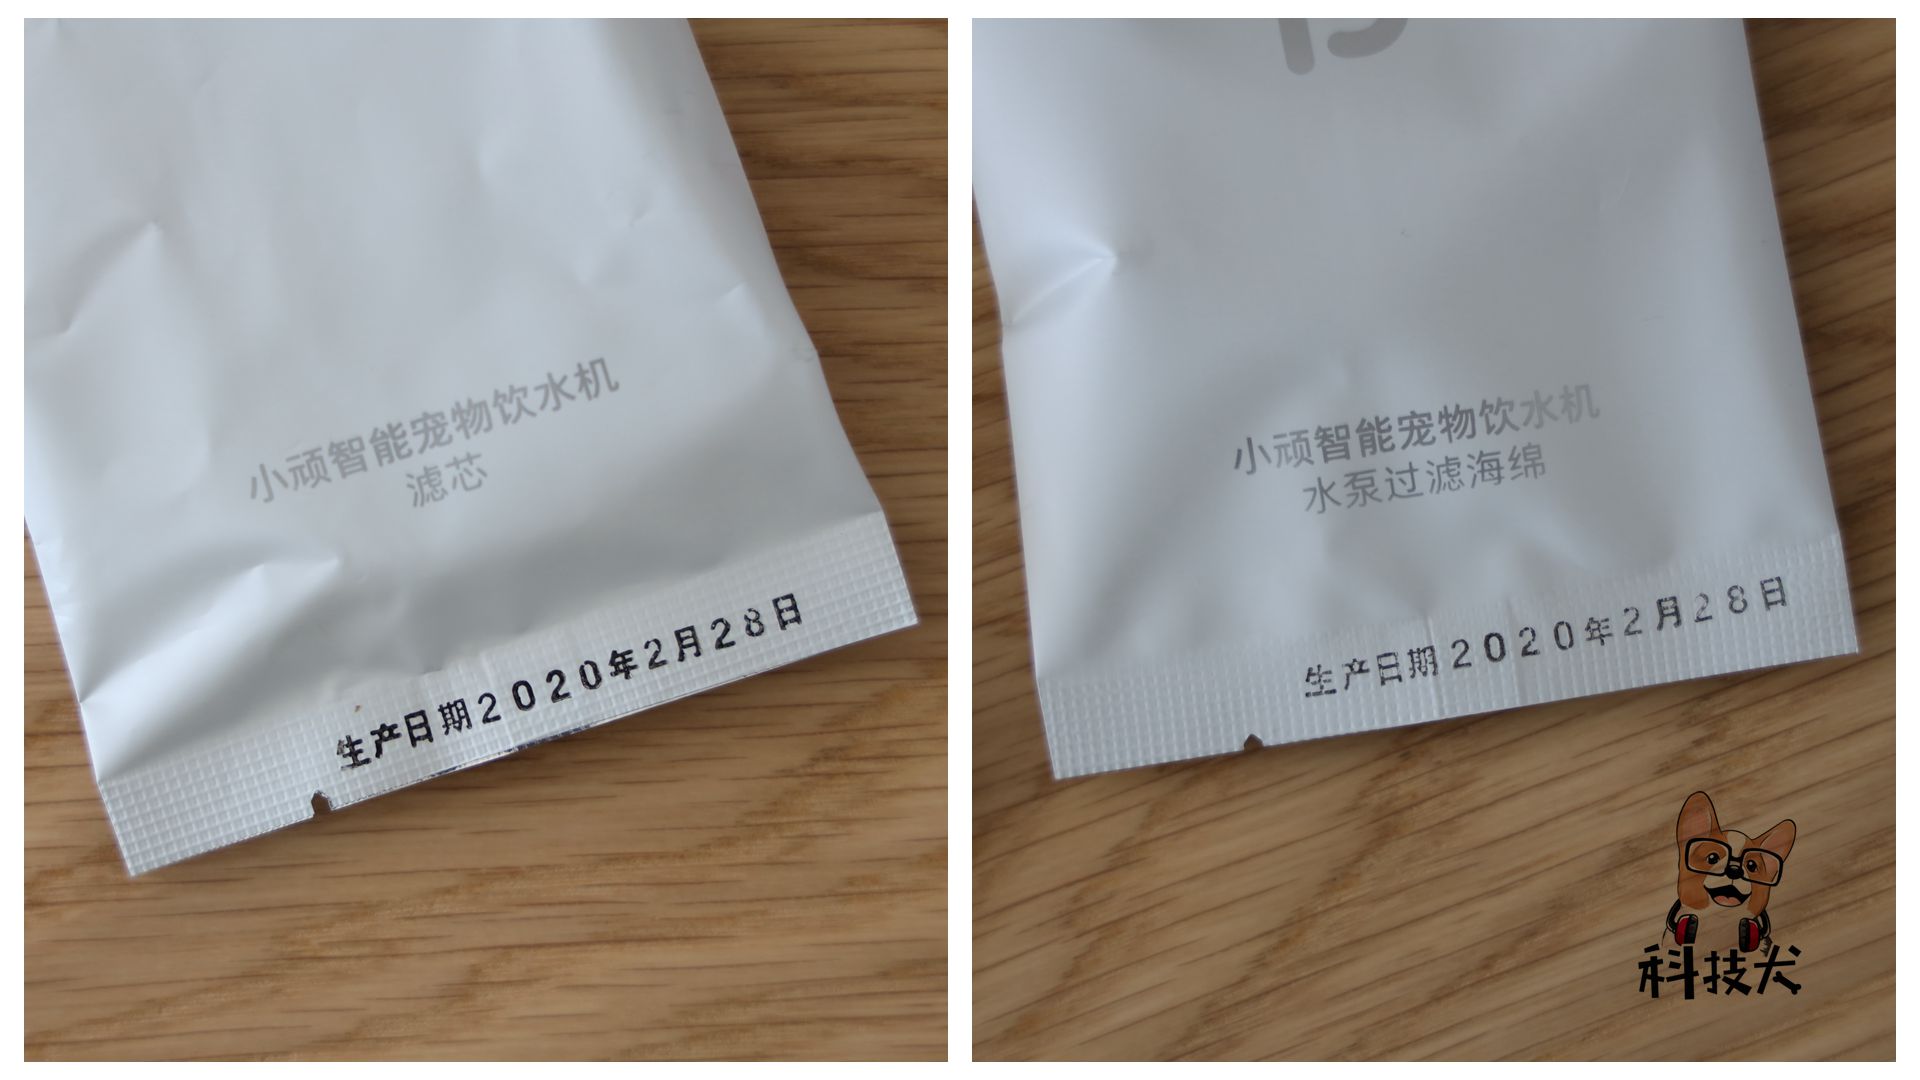 小顽智能宠物饮水机
滤芯
生产日期2020年2月28日
小顽智能宠物饮水机
水泵过滤海绵
生产日期2020年2月28日
科技犬